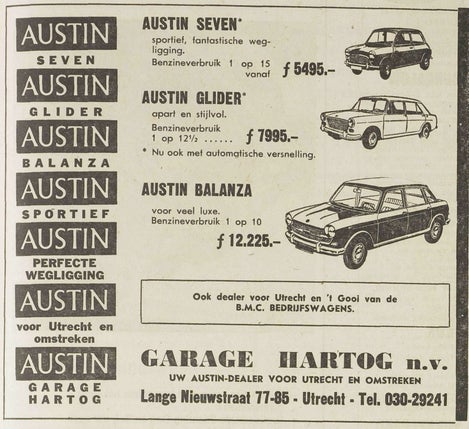 AUSTIN
SEVEN
AUSTIN
GLIDER
AUSTIN
BALANZA
AUSTIN
SPORTIEF
AUSTIN
PERFECTE
WEGLIGGING
AUSTIN
voor Utrecht en
omstreken
AUSTIN
GARAGE
HARTOG
AUSTIN SEVEN*
sportief, fantastische weg-
ligging.
Benzineverbruik 1 op 15
vanaf ƒ 5495.-
AUSTIN GLIDER*
apart en stijlvol.
Benzineverbruik
1 op 12½ ...... ƒ 7995.-
* Nu ook met automgtische versnelling.
AUSTIN BALANZA
voor veel luxe.
Benzineverbruik 1 op 10
ƒ 12.225.-
Ook dealer voor Utrecht en 't Gooi van de
B.M.C. BEDRIJFSWAGENS.
GARAGE HARTOG n.v.
UW AUSTIN-DEALER VOOR UTRECHT EN OMSTREKEN
Lange Nieuwstraat 77-85 - Utrecht - Tel. 030-29241